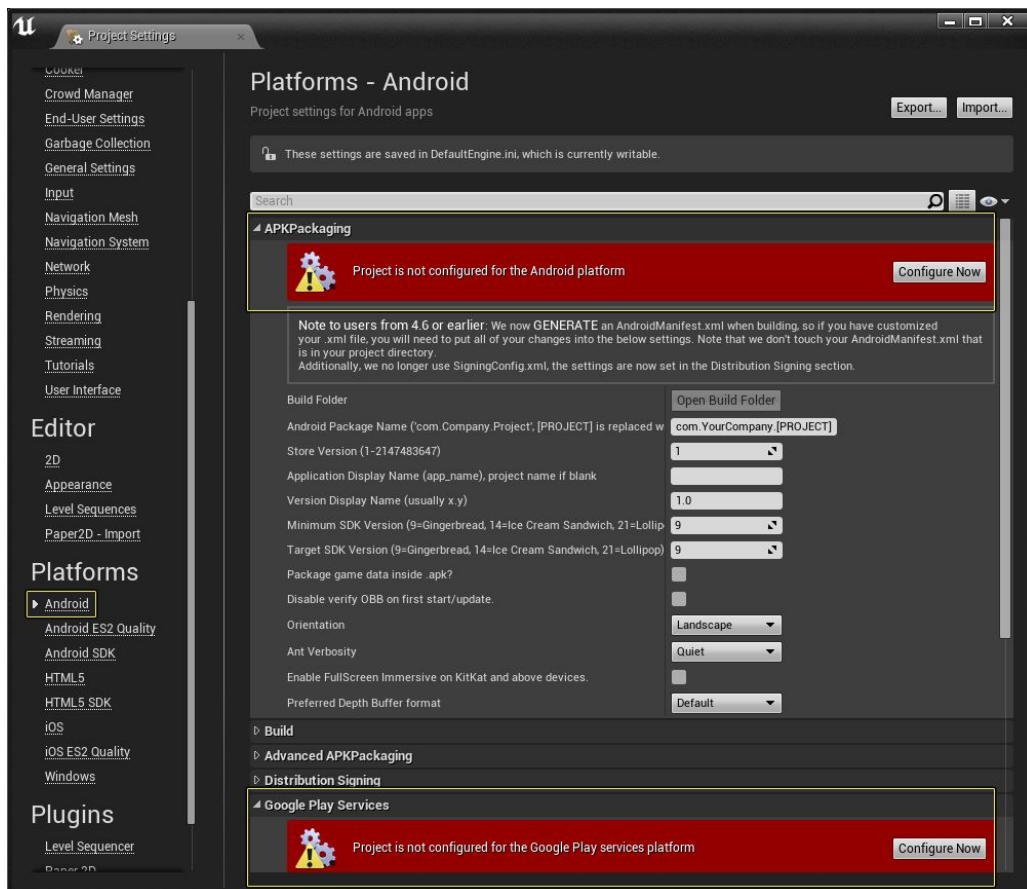 Project Settings
Cooker
Crowd Manager
End-User Settings
Garbage Collection
General Settings
Input
Navigation Mesh
Navigation System
Network
Physics
Rendering
Streaming
Tutorials
User Interface
Editor
2D
Appearance
Level Sequences
Paper2D - Import
Platforms
Android
Android ES2 Quality
Android SDK
HTML5
HTML5 SDK
iOS
iOS ES2 Quality
Windows
Plugins
Level Sequencer
Paper 2D
Platforms - Android
Project settings for Android apps
Export... Import...
These settings are saved in DefaultEngine.ini, which is currently writable.
Search
APKPackaging
Project is not configured for the Android platform Configure Now
Note to users from 4.6 or earlier: We now GENERATE an AndroidManifest.xml when building, so if you have customized
your .xml file, you will need to put all of your changes into the below settings. Note that we don't touch your AndroidManifest.xml that
is in your project directory.
Additionally, we no longer use SigningConfig.xml, the settings are now set in the Distribution Signing section.
Build Folder Open Build Folder
Android Package Name ('com.Company.Project', [PROJECT] is replaced w com.YourCompany.[PROJECT]
Store Version (1-2147483647) 1
Application Display Name (app_name), project name if blank
Version Display Name (usually x.y) 1.0
Minimum SDK Version (9=Gingerbread, 14=Ice Cream Sandwich, 21=Lollip 9
Target SDK Version (9=Gingerbread, 14=Ice Cream Sandwich, 21=Lollipop) 9
Package game data inside .apk?
Disable verify OBB on first start/update.
Orientation Landscape
Ant Verbosity Quiet
Enable FullScreen Immersive on KitKat and above devices.
Preferred Depth Buffer format Default
Build
Advanced APKPackaging
Distribution Signing
Google Play Services
Project is not configured for the Google Play services platform Configure Now